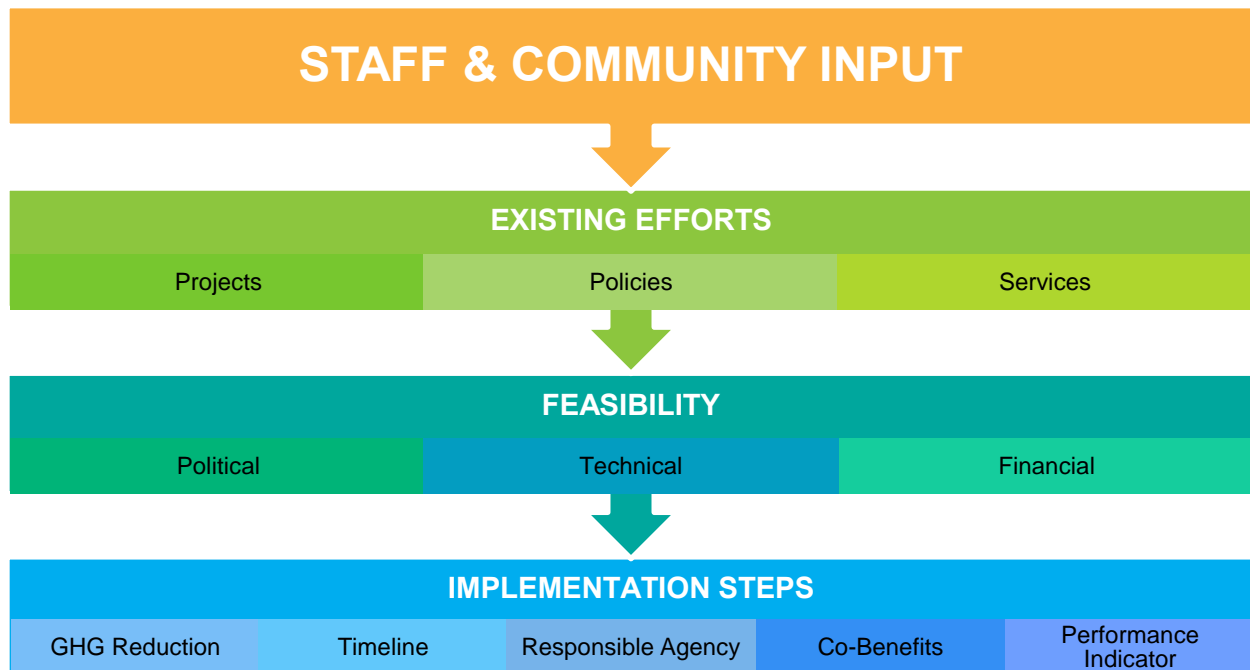 STAFF & COMMUNITY INPUT
EXISTING EFFORTS
Projects
Policies
Services
FEASIBILITY
Political
Technical
Financial
IMPLEMENTATION STEPS
GHG Reduction
Timeline
Responsible Agency
Co-Benefits
Performance
Indicator